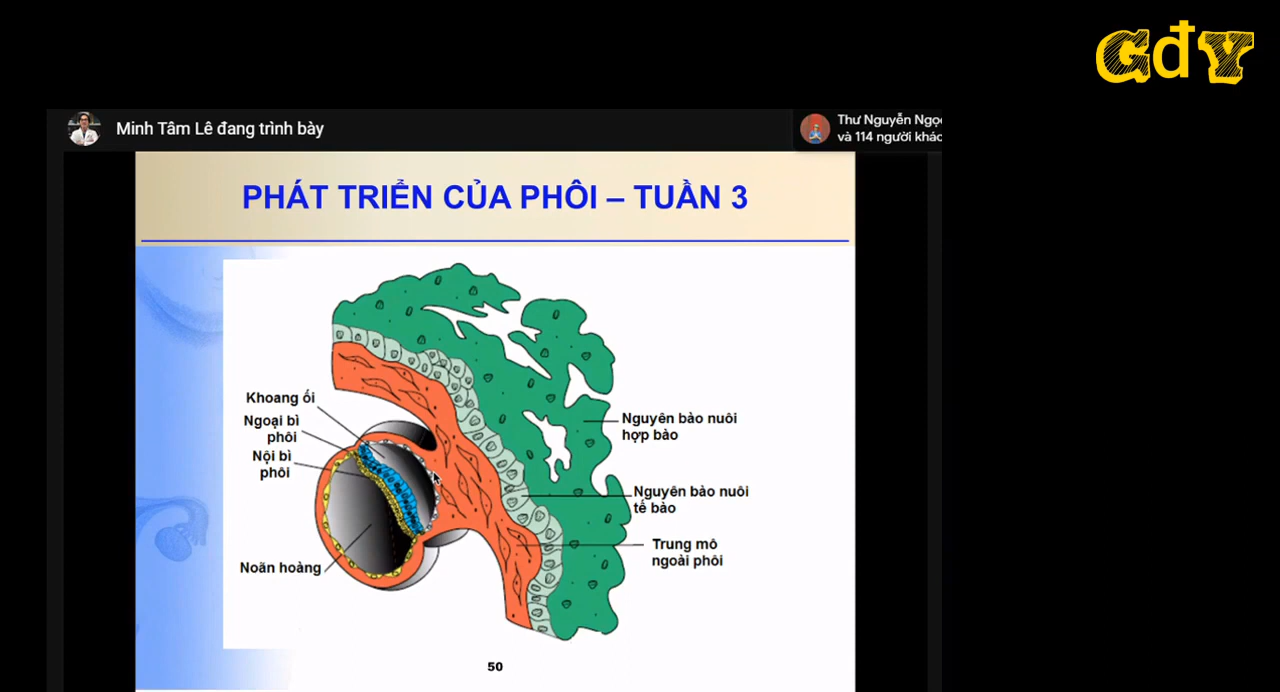 GđY
Minh Tâm Lê đang trình bày
Thư Nguyễn Ngọc
và 114 người khác
PHÁT TRIỂN CỦA PHÔI – TUẦN 3
Khoang ối
Ngoại bì
phôi
Nội bì
phôi
Noãn hoàng
Nguyên bào nuôi
hợp bào
Nguyên bào nuôi
tế bào
Trung mô
ngoài phôi
50